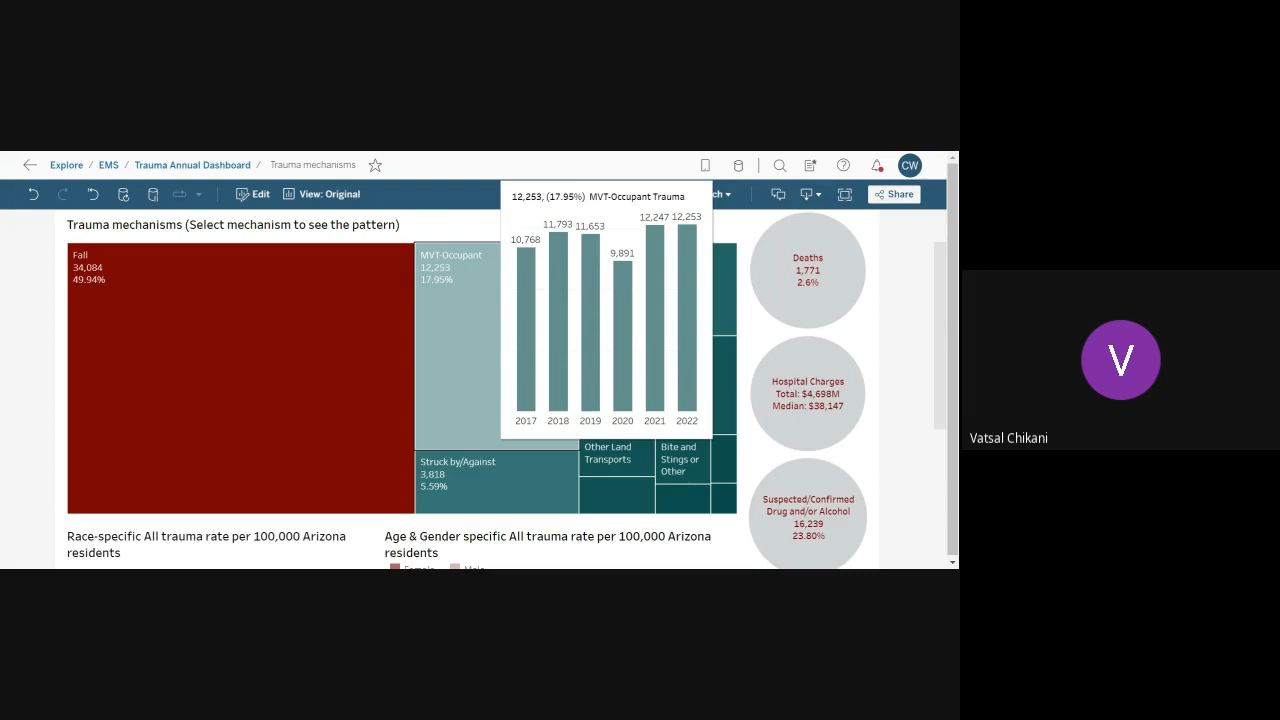 Explore / EMS / Trauma Annual Dashboard / Trauma mechanisms
CW
Edit
View: Original
ch
Share
Trauma mechanisms (Select mechanism to see the pattern)
Fall
34,084
49.94%
MVT-Occupant
12,253
17.95%
12,253, (17.95%) MVT-Occupant Trauma
10,768
11,793
11,653
9,891
12,247
12,253
2017
2018
2019
2020
2021
2022
Struck by/Against
3,818
5.59%
Other Land
Transports
Bite and
Stings or
Other
Deaths
1,771
2.6%
Hospital Charges
Total: $4,698M
Median: $38,147
Suspected/Confirmed
Drug and/or Alcohol
16,239
23.80%
Race-specific All trauma rate per 100,000 Arizona
residents
Age & Gender specific All trauma rate per 100,000 Arizona
residents
Female
Male
V
Vatsal Chikani